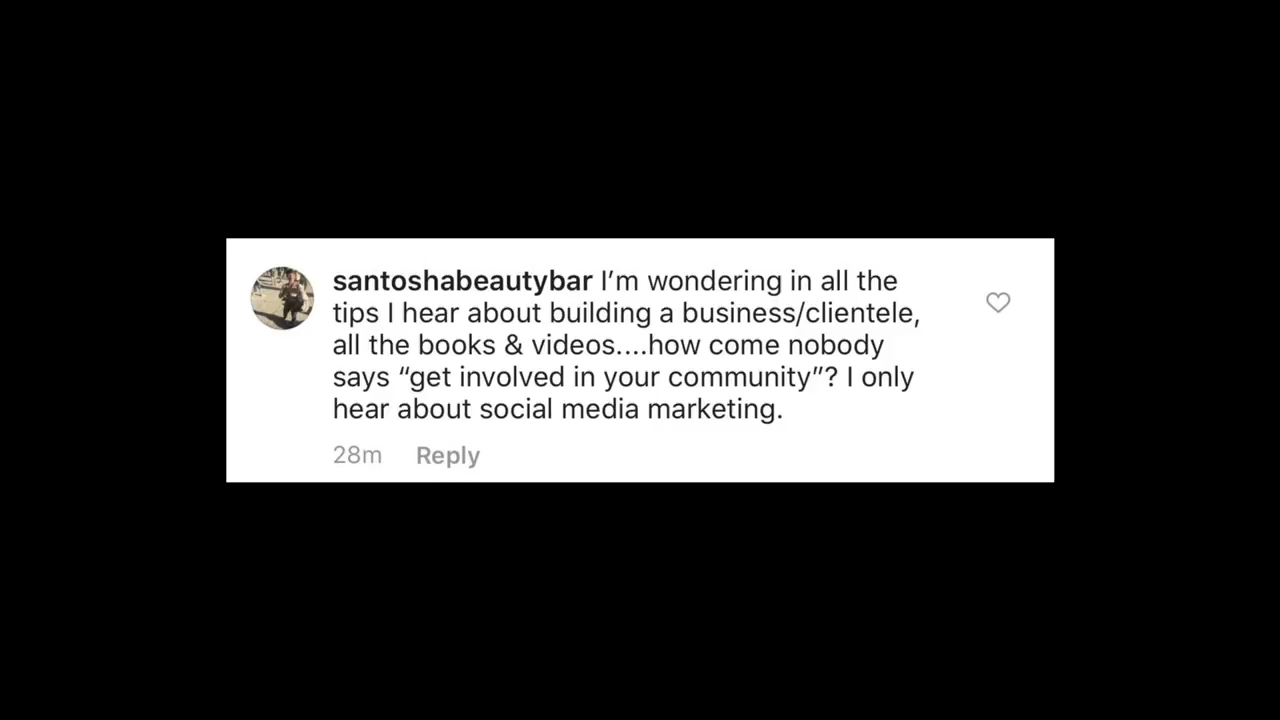 santoshabeautybar I’m wondering in all the
tips I hear about building a business/clientele,
all the books & videos....how come nobody
says “get involved in your community”? I only
hear about social media marketing.
28m Reply